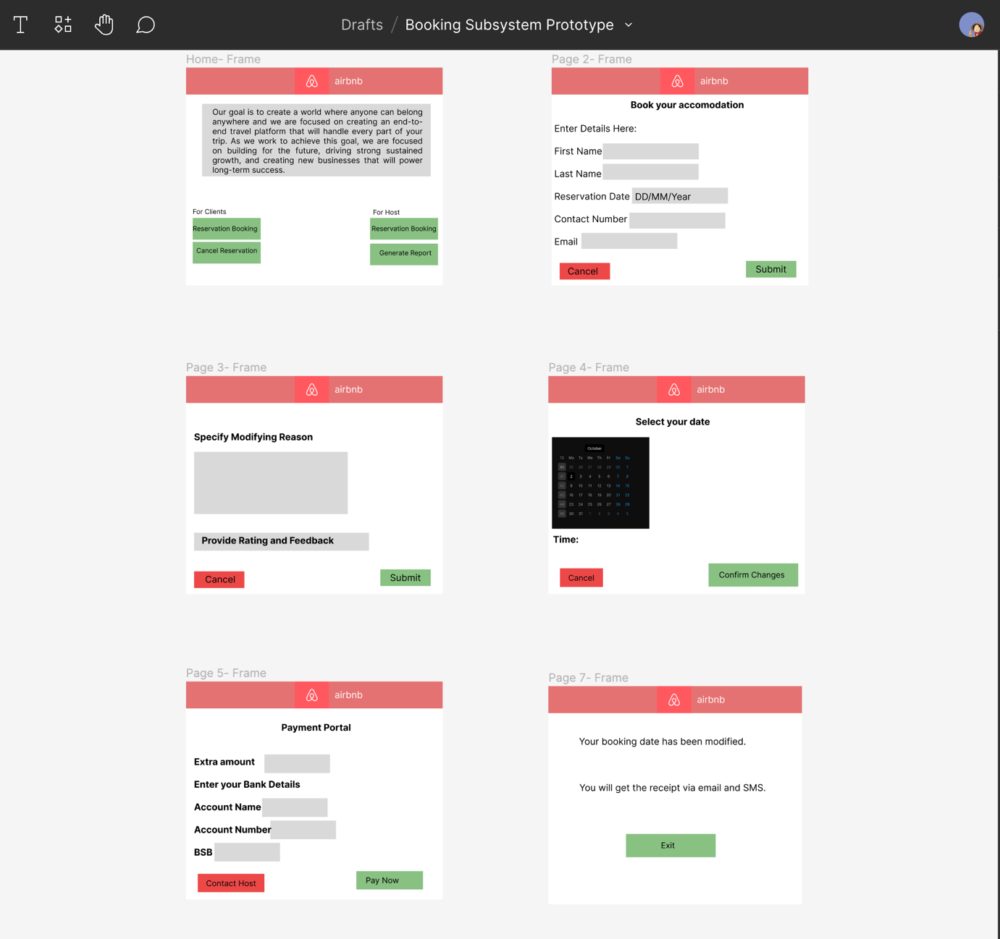 Drafts / Booking Subsystem Prototype
Home- Frame
airbnb
Our goal is to create a world where anyone can belong
anywhere and we are focused on creating an end-to-
end travel platform that will handle every part of your
trip. As we work to achieve this goal, we are focused
on building for the future, driving strong sustained
growth, and creating new businesses that will power
long-term success.
For Clients
Reservation Booking
Cancel Reservation
For Host
Reservation Booking
Generate Report
Page 2- Frame
airbnb
Book your accomodation
Enter Details Here:
First Name
Last Name
Reservation Date DD/MM/Year
Contact Number
Email
Cancel
Submit
Page 3- Frame
airbnb
Specify Modifying Reason
Provide Rating and Feedback
Cancel
Submit
Page 4- Frame
airbnb
Select your date
October
10 Mo Tu We Th Fr Sa Su
40 25 26 27 28 29 30 1
41 2 3 4 5 6 7 8
42 9 10 11 12 13 14 15
43 16 17 18 19 20 21 22
44 23 24 25 26 27 28 29
45 30 31 1 2 3 4 5
Time:
Cancel
Confirm Changes
Page 5- Frame
airbnb
Payment Portal
Extra amount
Enter your Bank Details
Account Name
Account Number
BSB
Contact Host
Pay Now
Page 7- Frame
airbnb
Your booking date has been modified.
You will get the receipt via email and SMS.
Exit